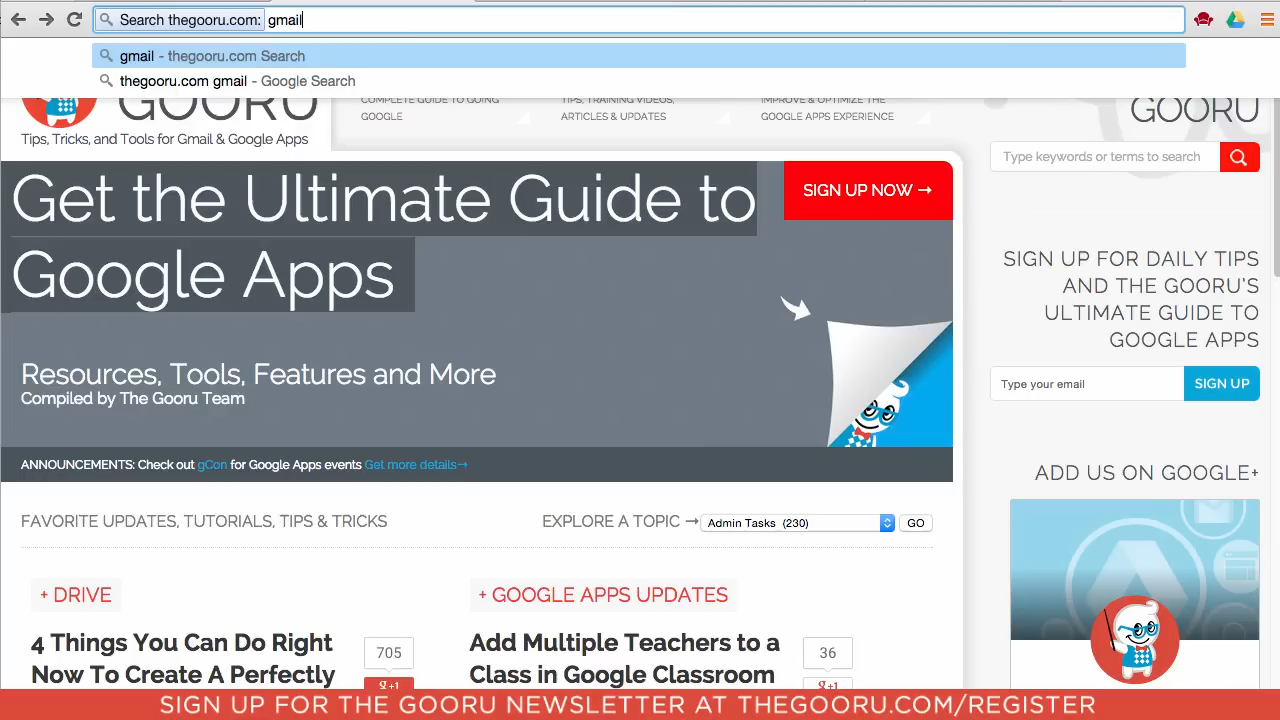 Search thegooru.com: gmail
gmail - thegooru.com Search
thegooru.com gmail - Google Search
GOORU
Tips, Tricks, and Tools for Gmail & Google Apps
COMPLETE GUIDE TO GOING
GOOGLE
TIPS, TRAINING VIDEOS,
ARTICLES & UPDATES
IMPROVE & OPTIMIZE THE
GOOGLE APPS EXPERIENCE
GOORU
Type keywords or terms to search
Get the Ultimate Guide to
Google Apps
SIGN UP NOW →
Resources, Tools, Features and More
Compiled by The Gooru Team
ANNOUNCEMENTS: Check out gCon for Google Apps events Get more details→
SIGN UP FOR DAILY TIPS
AND THE GOORU'S
ULTIMATE GUIDE TO
GOOGLE APPS
Type your email SIGN UP
ADD US ON GOOGLE+
FAVORITE UPDATES, TUTORIALS, TIPS & TRICKS
EXPLORE A TOPIC → Admin Tasks (230) GO
+ DRIVE
4 Things You Can Do Right
Now To Create A Perfectly
705
g+1
+ GOOGLE APPS UPDATES
Add Multiple Teachers to a
Class in Google Classroom
36
g+1
SIGN UP FOR THE GOORU NEWSLETTER AT THEGOORU.COM/REGISTER